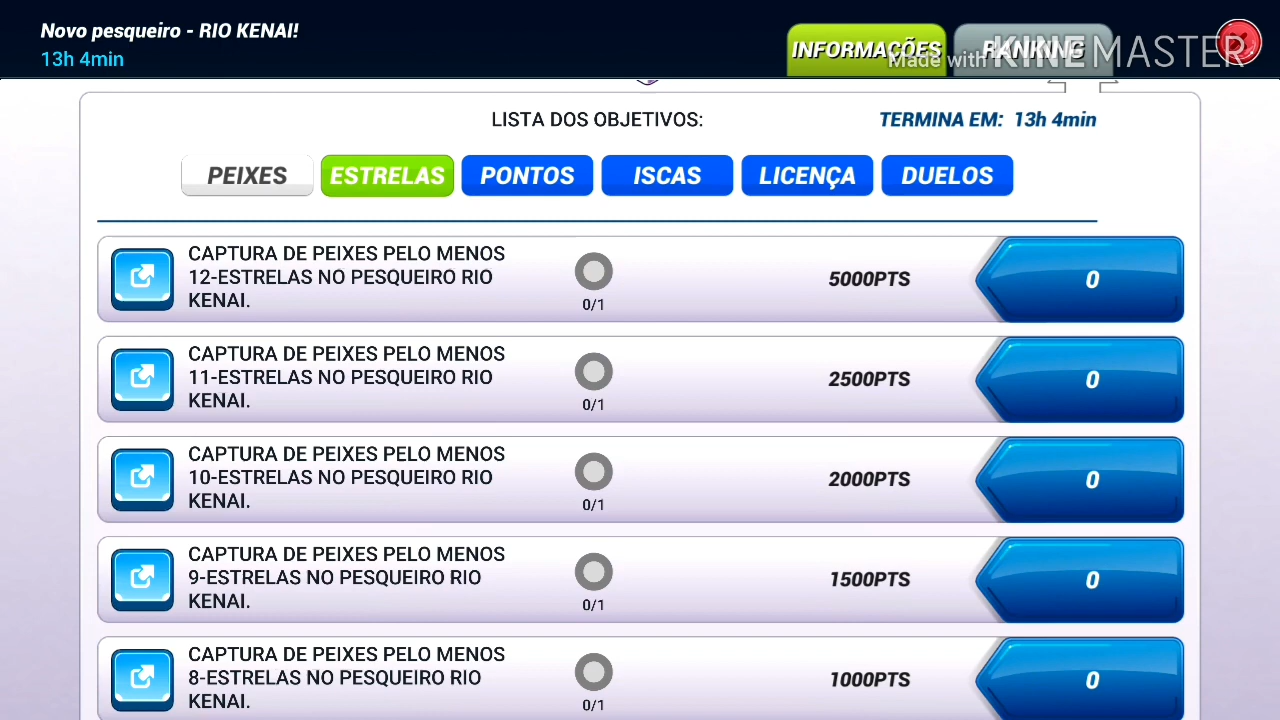 Novo pesqueiro - RIO KENAI!
13h 4min
INFORMAÇÕES
RANKING
Made with KINEMASTER
LISTA DOS OBJETIVOS:
TERMINA EM: 13h 4min
PEIXES
ESTRELAS
PONTOS
ISCAS
LICENÇA
DUELOS
CAPTURA DE PEIXES PELO MENOS
12-ESTRELAS NO PESQUEIRO RIO
KENAI.
0/1
5000PTS
0
CAPTURA DE PEIXES PELO MENOS
11-ESTRELAS NO PESQUEIRO RIO
KENAI.
0/1
2500PTS
0
CAPTURA DE PEIXES PELO MENOS
10-ESTRELAS NO PESQUEIRO RIO
KENAI.
0/1
2000PTS
0
CAPTURA DE PEIXES PELO MENOS
9-ESTRELAS NO PESQUEIRO RIO
KENAI.
0/1
1500PTS
0
CAPTURA DE PEIXES PELO MENOS
8-ESTRELAS NO PESQUEIRO RIO
KENAI.
0/1
1000PTS
0